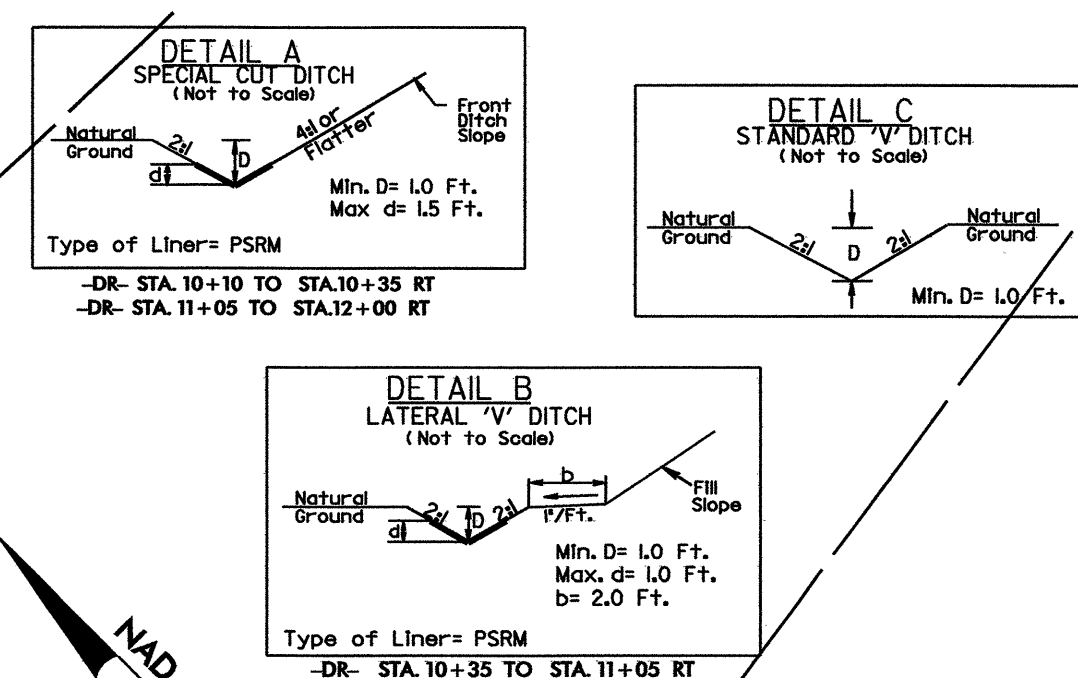 DETAIL A
SPECIAL CUT DITCH
(Not to Scale)
Natural
Ground
2:1
D
d
4:1 or
Flatter
Front
Ditch
Slope
Min. D= 1.0 Ft.
Max d= 1.5 Ft.
Type of Liner= PSRM
-DR- STA. 10+10 TO STA.10+35 RT
-DR- STA. 11+05 TO STA.12+00 RT
DETAIL C
STANDARD 'V' DITCH
(Not to Scale)
Natural
Ground
2:1
D
2:1
Natural
Ground
Min. D= 1.0 Ft.
DETAIL B
LATERAL 'V' DITCH
(Not to Scale)
Natural
Ground
2:1
D
d
2:1
b
1"/Ft.
Fill
Slope
Min. D= 1.0 Ft.
Max. d= 1.0 Ft.
b= 2.0 Ft.
Type of Liner= PSRM
-DR- STA. 10+35 TO STA. 11+05 RT
NAD